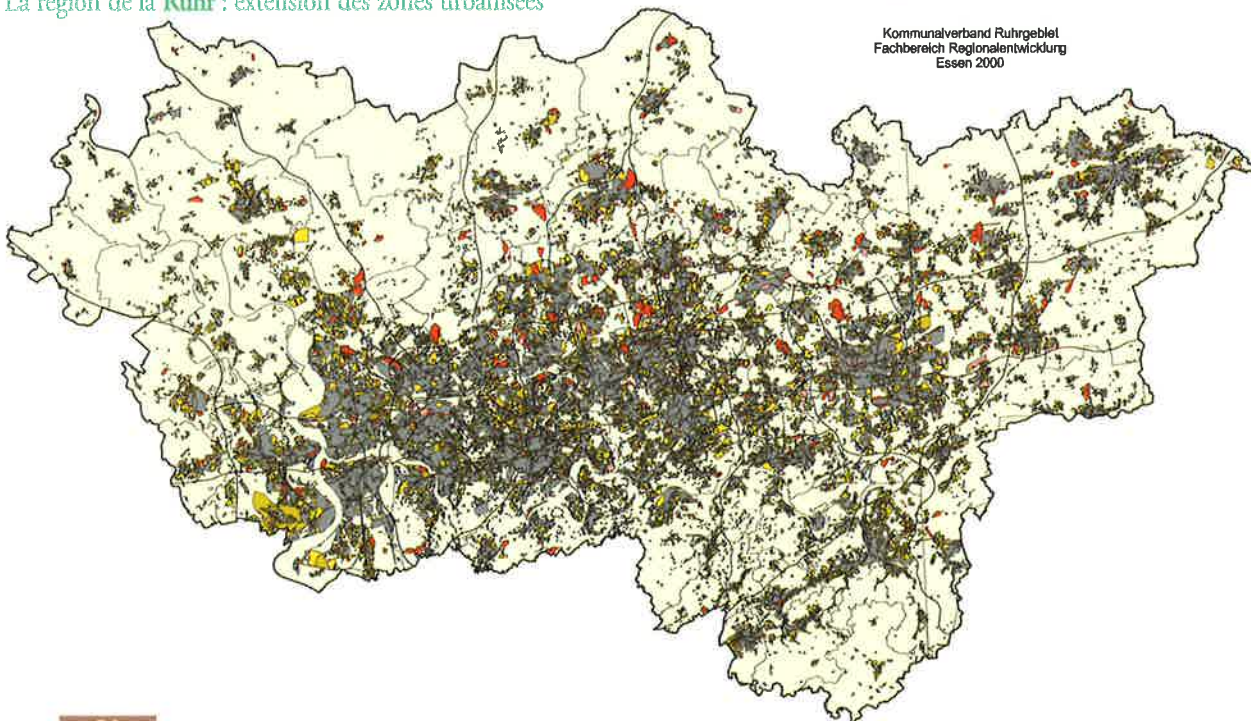 La région de la Ruhr : extension des zones urbanisées
Kommunalverband Ruhrgebiet
Fachbereich Regionalentwicklung
Essen 2000